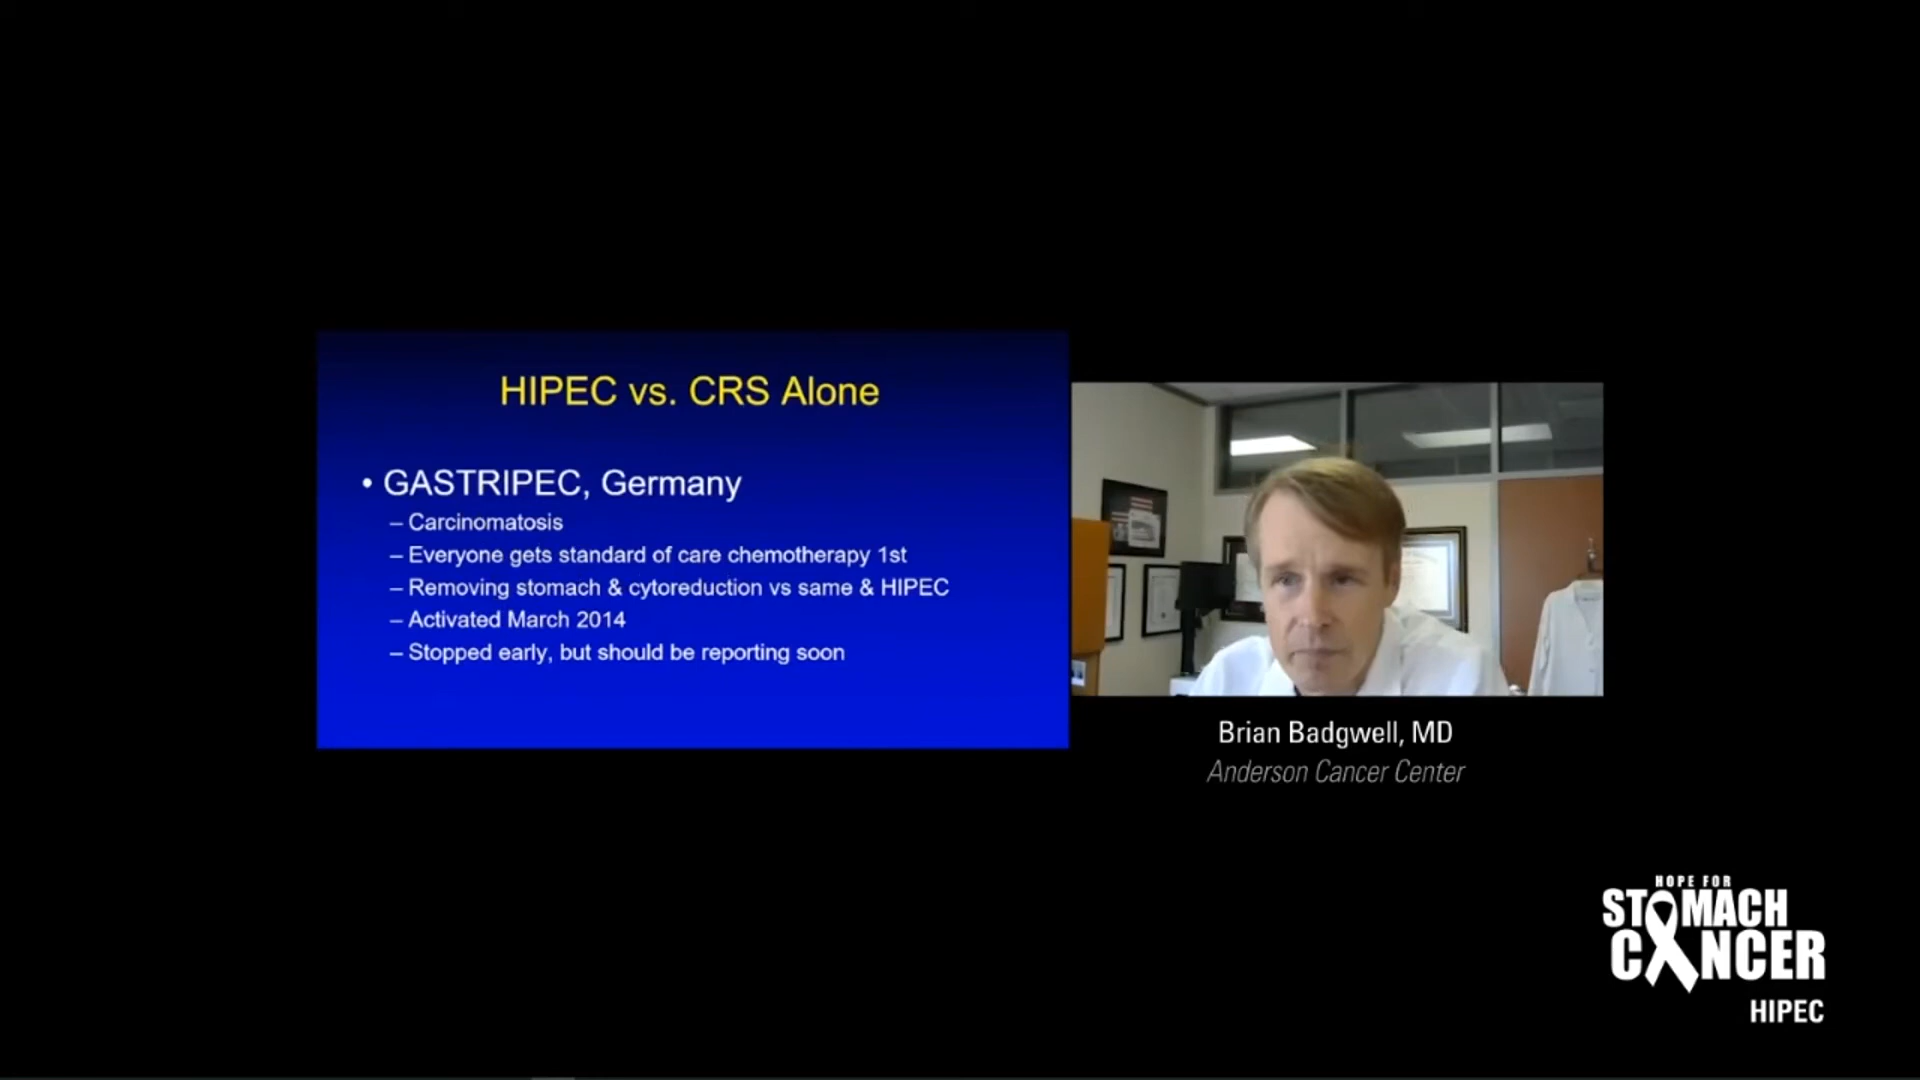 HIPEC vs. CRS Alone
• GASTRIPEC, Germany
– Carcinomatosis
– Everyone gets standard of care chemotherapy 1st
– Removing stomach & cytoreduction vs same & HIPEC
– Activated March 2014
– Stopped early, but should be reporting soon
Brian Badgwell, MD
Anderson Cancer Center
HOPE FOR
STOMACH
CANCER
HIPEC